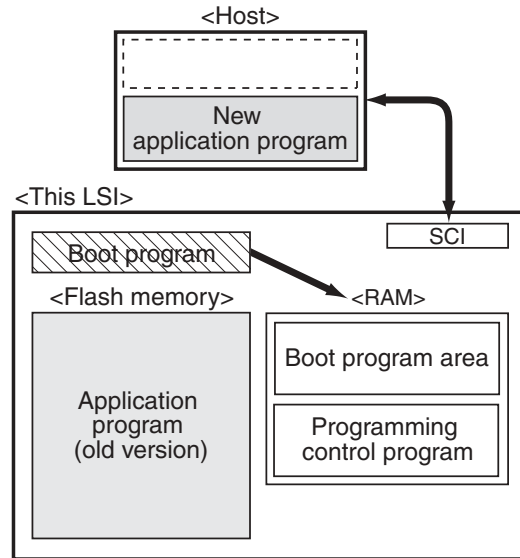 <Host>
New
application program
<This LSI>
SCI
Boot program
<Flash memory>
<RAM>
Boot program area
Application
program
(old version)
Programming
control program